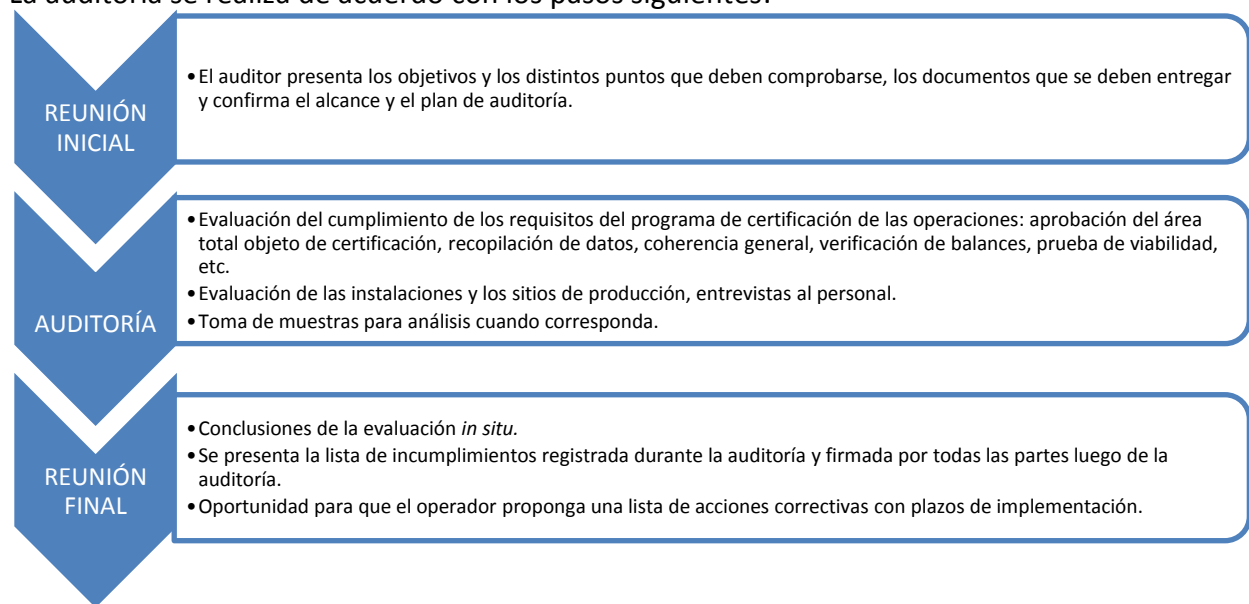 La auditoría se realiza de acuerdo con los pasos siguientes:
REUNIÓN
INICIAL
•El auditor presenta los objetivos y los distintos puntos que deben comprobarse, los documentos que se deben entregar
y confirma el alcance y el plan de auditoría.
AUDITORÍA
•Evaluación del cumplimiento de los requisitos del programa de certificación de las operaciones: aprobación del área
total objeto de certificación, recopilación de datos, coherencia general, verificación de balances, prueba de viabilidad,
etc.
•Evaluación de las instalaciones y los sitios de producción, entrevistas al personal.
•Toma de muestras para análisis cuando corresponda.
REUNIÓN
FINAL
•Conclusiones de la evaluación in situ.
•Se presenta la lista de incumplimientos registrada durante la auditoría y firmada por todas las partes luego de la
auditoría.
•Oportunidad para que el operador proponga una lista de acciones correctivas con plazos de implementación.